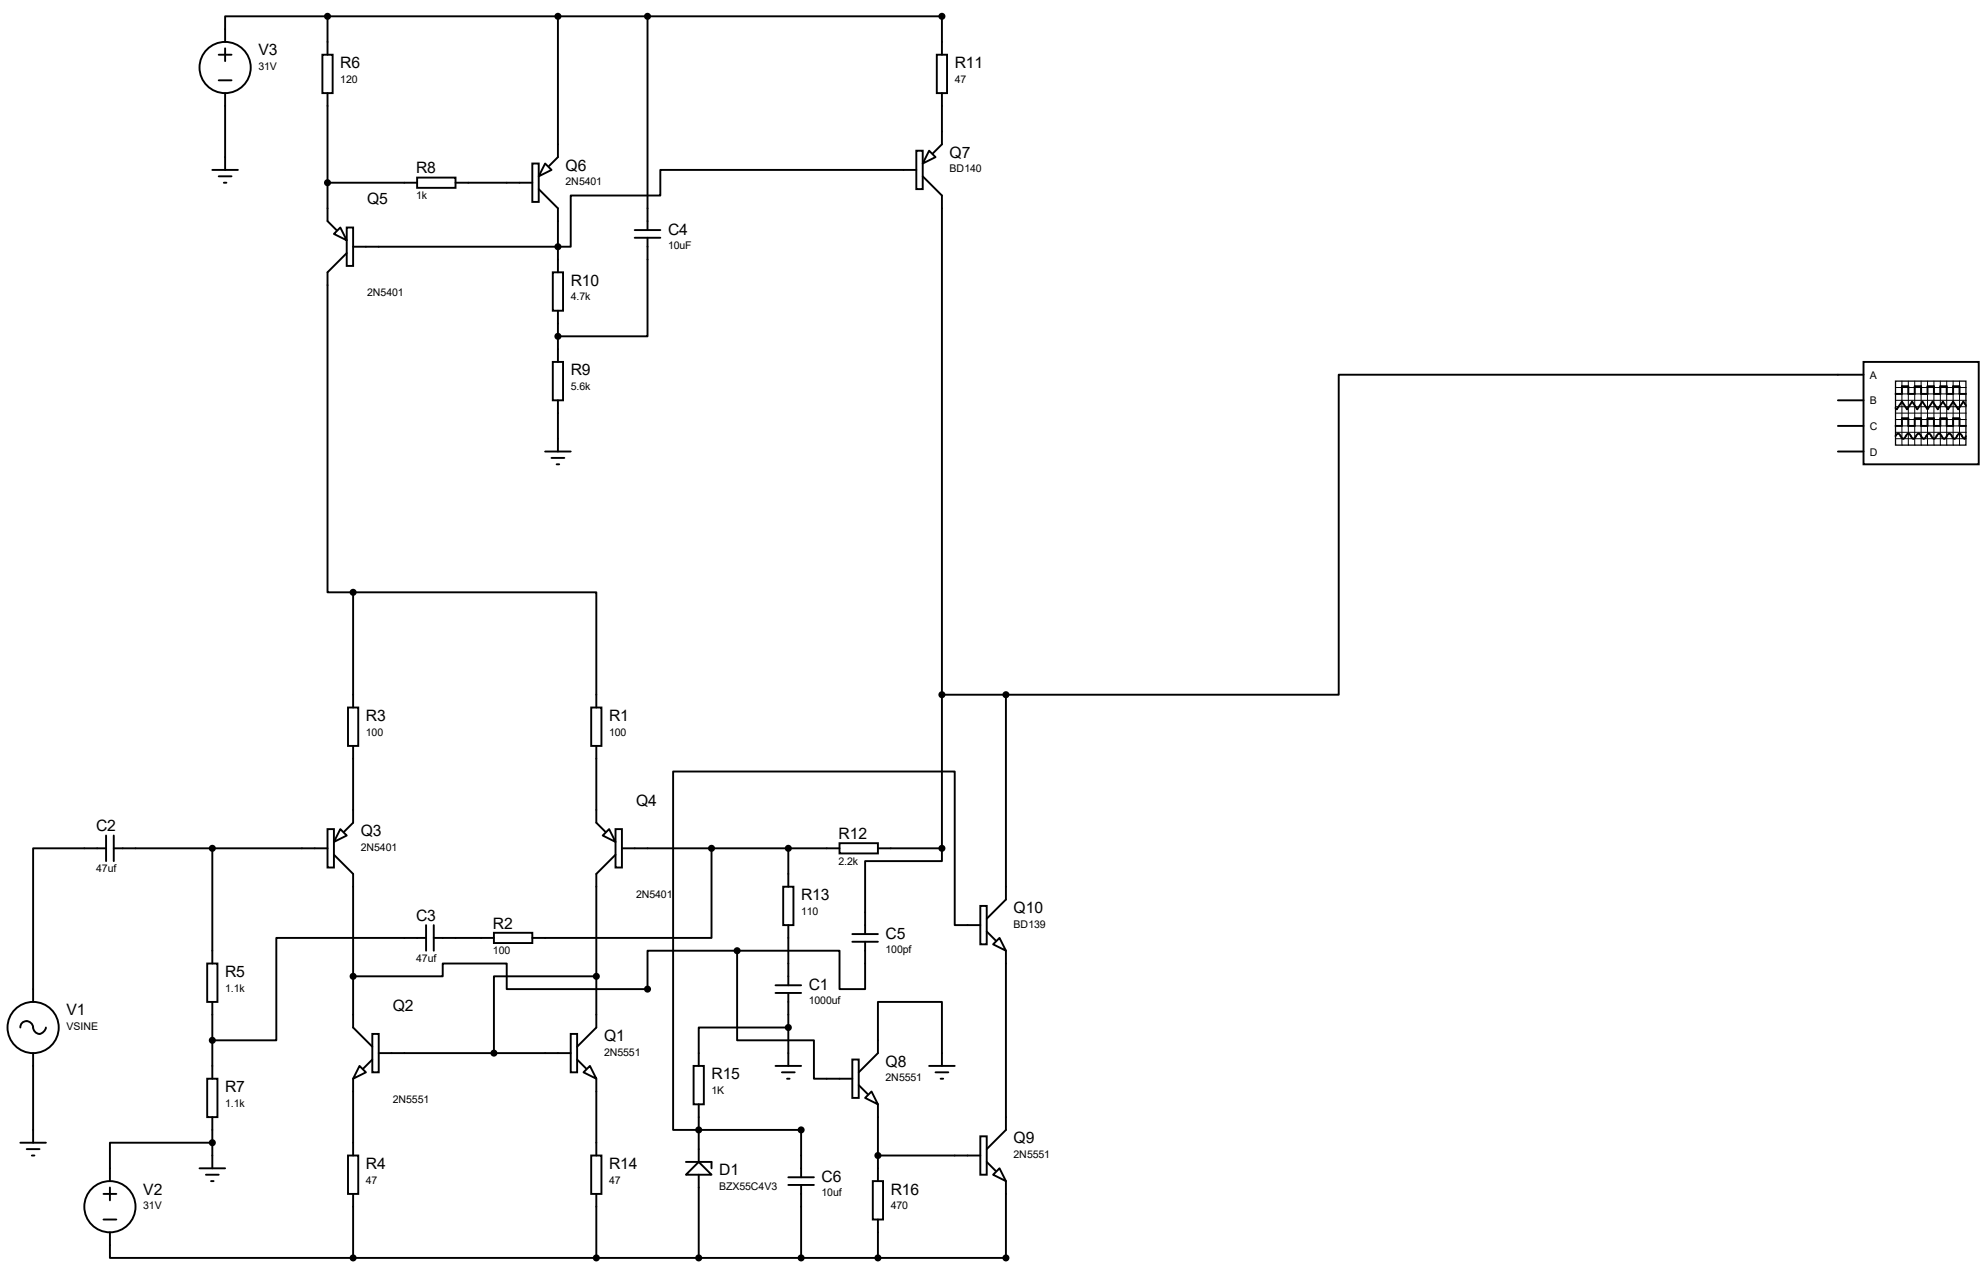 V3
31V
R6
120
R11
47
R8
1k
Q6
2N5401
Q7
BD140
Q5
2N5401
C4
10uF
R10
4.7k
R9
5.6k
A
B
C
D
R3
100
R1
100
Q4
2N5401
C2
47uf
Q3
2N5401
R12
2.2k
R13
110
Q10
BD139
C3
47uf
R2
100
C5
100pf
R5
1.1k
C1
1000uf
V1
VSINE
Q2
2N5551
Q1
2N5551
Q8
2N5551
R15
1K
R7
1.1k
Q9
2N5551
R4
47
R14
47
D1
BZX55C4V3
C6
10uf
V2
31V
R16
470